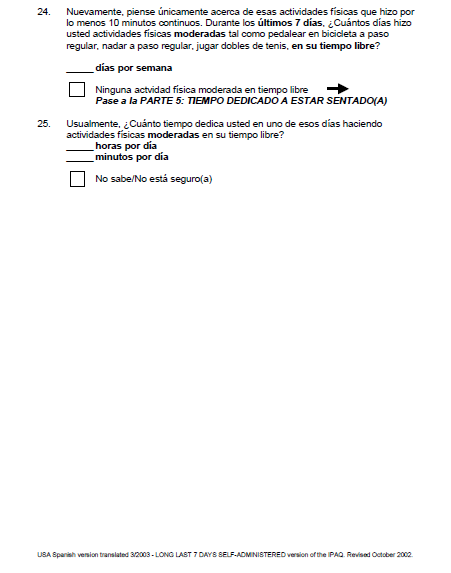 24. Nuevamente, piense únicamente acerca de esas actividades físicas que hizo por
lo menos 10 minutos continuos. Durante los últimos 7 días, ¿Cuántos días hizo
usted actividades físicas moderadas tal como pedalear en bicicleta a paso
regular, nadar a paso regular, jugar dobles de tenis, en su tiempo libre?
_____ días por semana
Ninguna actvidad física moderada en tiempo libre
Pase a la PARTE 5: TIEMPO DEDICADO A ESTAR SENTADO(A)
25. Usualmente, ¿Cuánto tiempo dedica usted en uno de esos días haciendo
actividades físicas moderadas en su tiempo libre?
_____ horas por día
_____ minutos por día
No sabe/No está seguro(a)
USA Spanish version translated 3/2003 - LONG LAST 7 DAYS SELF-ADMINISTERED version of the IPAQ. Revised October 2002.